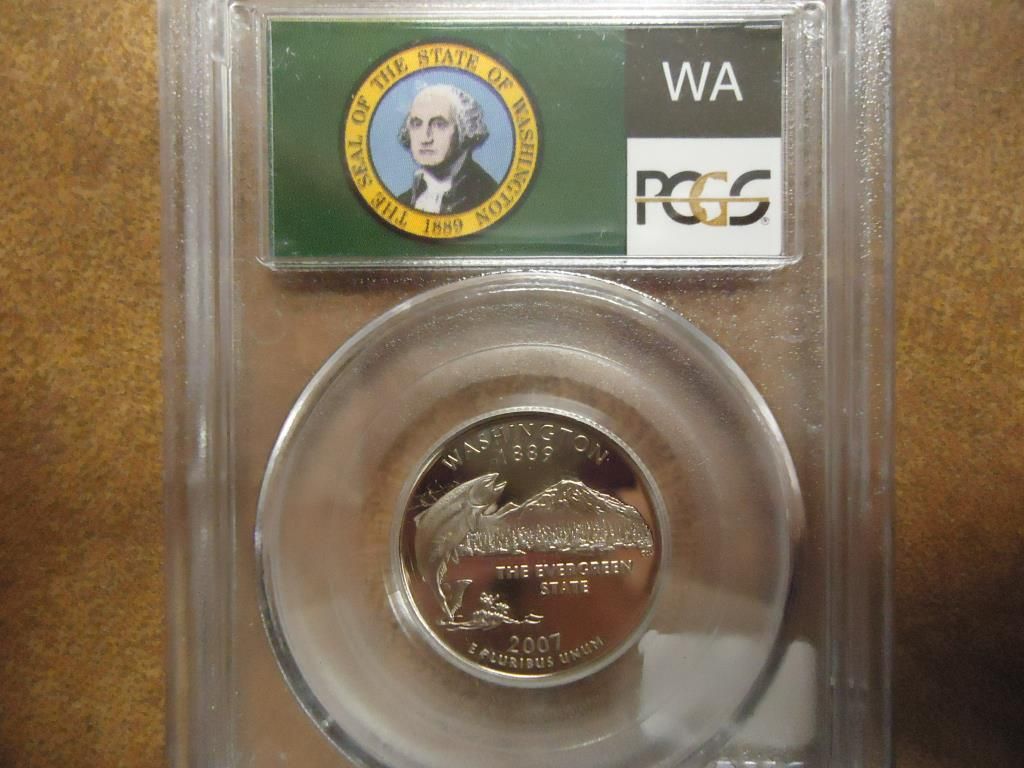 THE SEAL OF THE STATE OF WASHINGTON
1889
WA
PCGS
WASHINGTON
1889
THE EVERGREEN
STATE
2007
E PLURIBUS UNUM